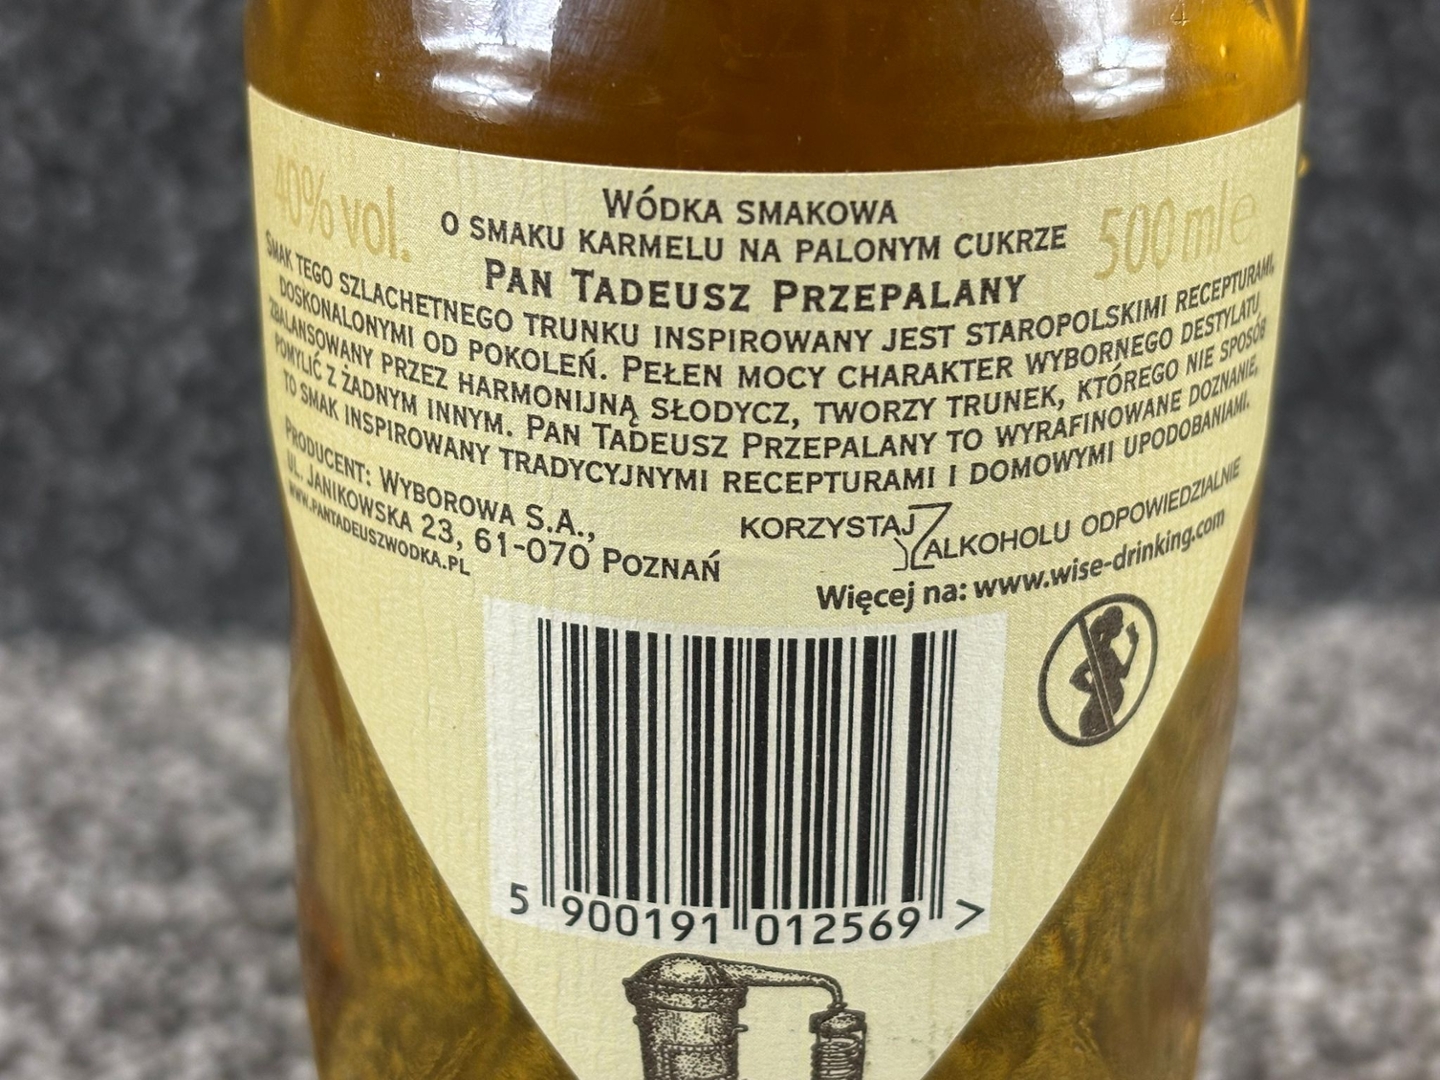 40% vol.
WÓDKA SMAKOWA
O SMAKU KARMELU NA PALONYM CUKRZE
500 ml e
PAN TADEUSZ PRZEPALANY
SMAK TEGO SZLACHETNEGO TRUNKU INSPIROWANY JEST STAROPOLSKIMI RECEPTURAMI,
DOSKONALONYMI OD POKOLEŃ. PEŁEN MOCY CHARAKTER WYBORNEGO DESTYLATU,
ZBALANSOWANY PRZEZ HARMONIJNĄ SŁODYCZ, TWORZY TRUNEK, KTÓREGO NIE SPOSÓB
POMYLIĆ Z ŻADNYM INNYM. PAN TADEUSZ PRZEPALANY TO WYRAFINOWANE DOZNANIE,
TO SMAK INSPIROWANY TRADYCYJNYMI RECEPTURAMI I DOMOWYMI UPODOBANIAMI.
PRODUCENT: WYBOROWA S.A.,
UL. JANIKOWSKA 23, 61-070 POZNAŃ
WWW.PANTADEUSZWODKA.PL
KORZYSTAJ Z ALKOHOLU ODPOWIEDZIALNIE
Więcej na: www.wise-drinking.com
5 900191 012569 >